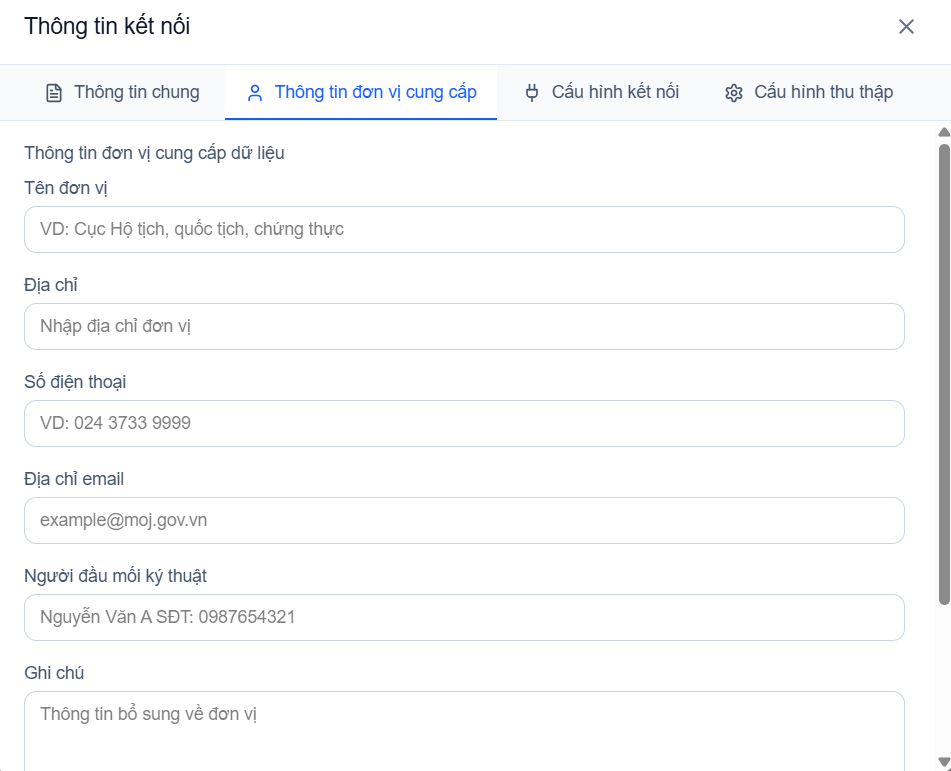 Thông tin kết nối
Thông tin chung
Thông tin đơn vị cung cấp
Cấu hình kết nối
Cấu hình thu thập
Thông tin đơn vị cung cấp dữ liệu
Tên đơn vị
VD: Cục Hộ tịch, quốc tịch, chứng thực
Địa chỉ
Nhập địa chỉ đơn vị
Số điện thoại
VD: 024 3733 9999
Địa chỉ email
example@moj.gov.vn
Người đầu mối ký thuật
Nguyễn Văn A SĐT: 0987654321
Ghi chú
Thông tin bổ sung về đơn vị